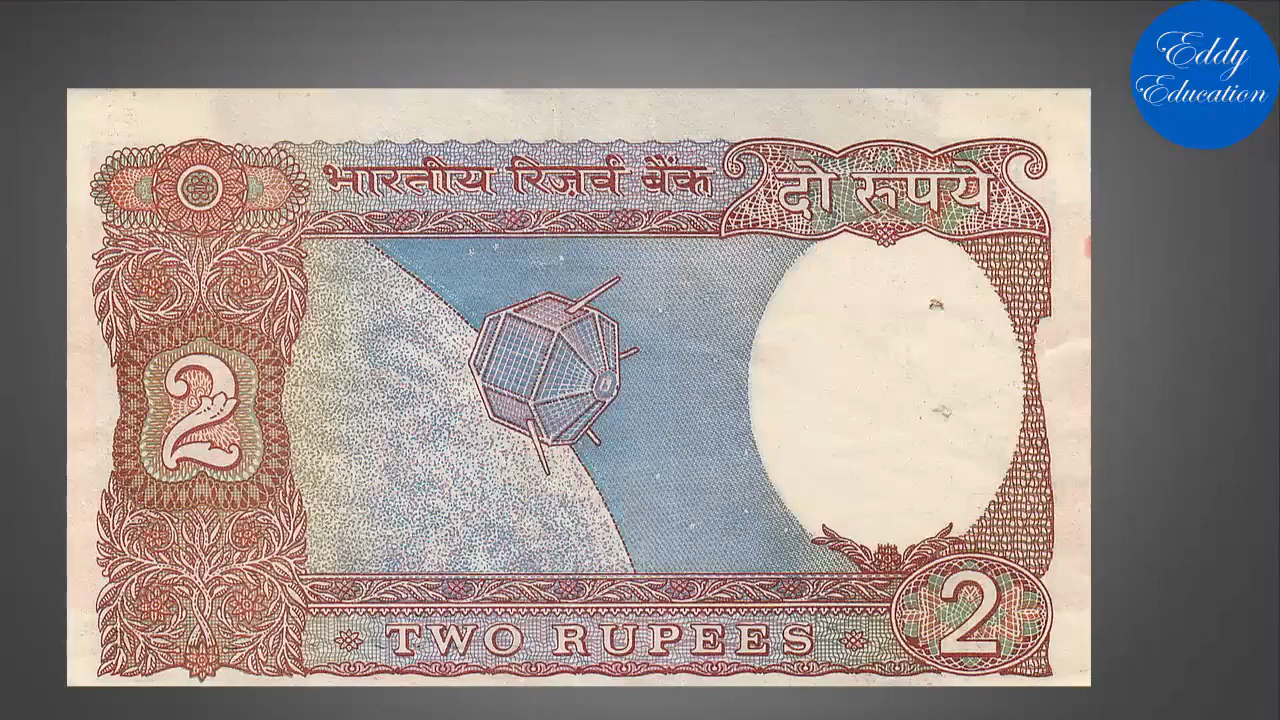 Eddy
Education
भारतीय रिज़र्व बैंक
दो रूपये
2
TWO RUPEES
2